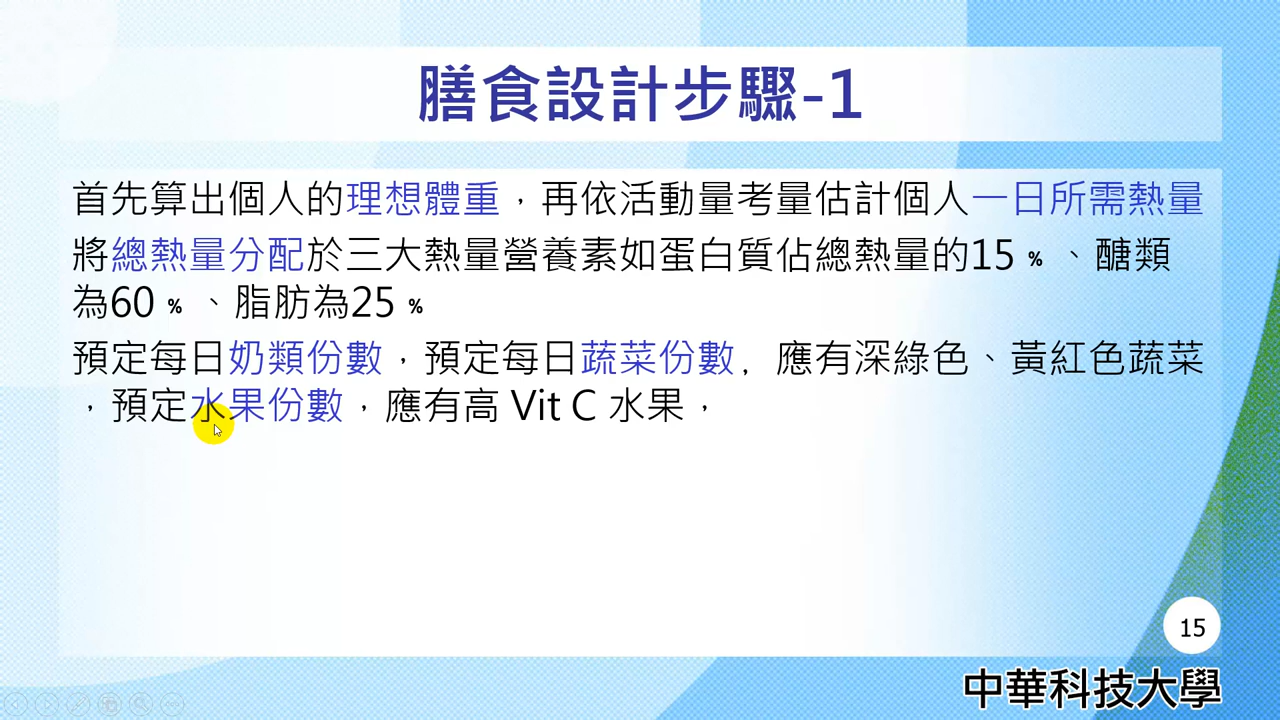 膳食設計步驟-1
首先算出個人的理想體重，再依活動量考量估計個人一日所需熱量
將總熱量分配於三大熱量營養素如蛋白質佔總熱量的15﹪、醣類
為60﹪、脂肪為25﹪
預定每日奶類份數，預定每日蔬菜份數﹐應有深綠色、黃紅色蔬菜
，預定水果份數，應有高 Vit C 水果，
15
中華科技大學